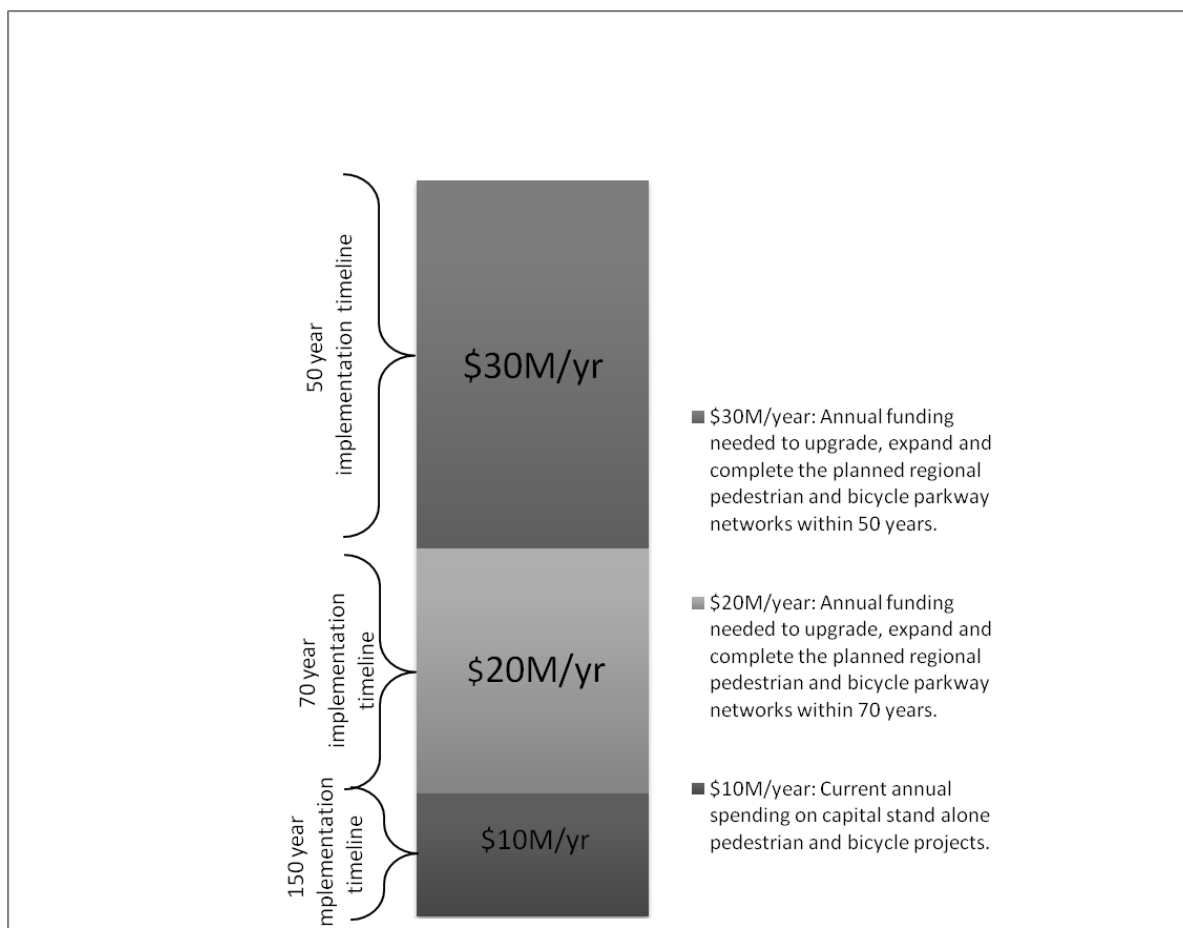 50 year
implementation timeline
$30M/yr
$30M/year: Annual funding
needed to upgrade, expand and
complete the planned regional
pedestrian and bicycle parkway
networks within 50 years.
70 year
implementation
timeline
$20M/yr
$20M/year: Annual funding
needed to upgrade, expand and
complete the planned regional
pedestrian and bicycle parkway
networks within 70 years.
150 year
mplementation
timeline
$10M/yr
$10M/year: Current annual
spending on capital stand alone
pedestrian and bicycle projects.